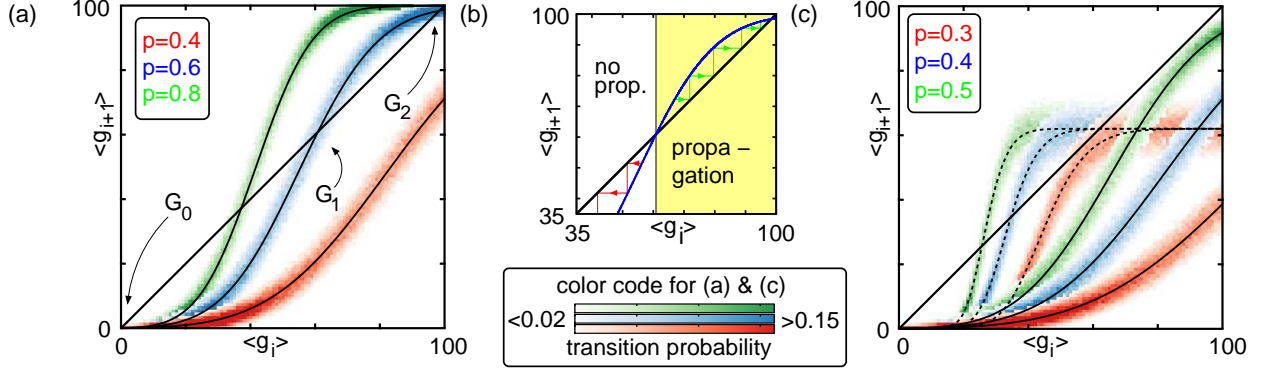 (a)
p=0.4
p=0.6
p=0.8
100
<g_{i+1}>
G_0
G_1
G_2
0
0
<g_i>
100
(b)
100
no
prop.
propa –
gation
<g_{i+1}>
35
35
<g_i>
100
color code for (a) & (c)
<0.02
>0.15
transition probability
(c)
p=0.3
p=0.4
p=0.5
100
<g_{i+1}>
0
0
<g_i>
100